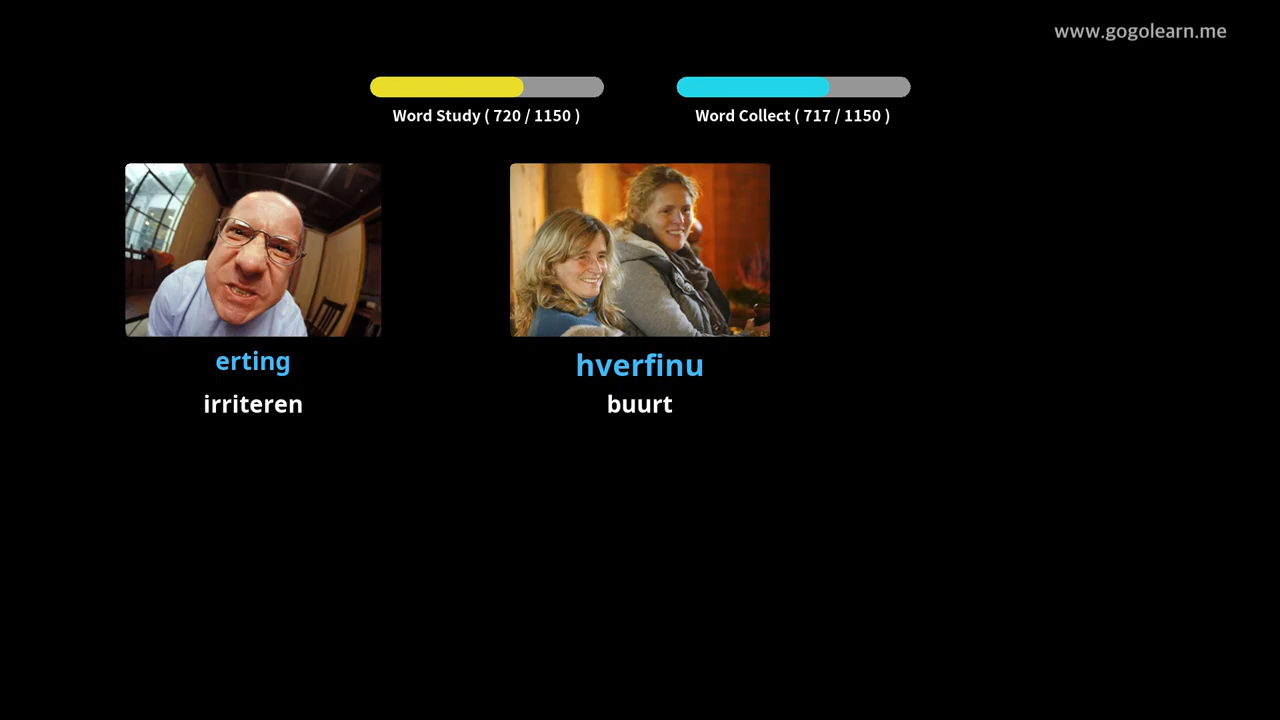 www.gogolearn.me
Word Study ( 720 / 1150 )
Word Collect ( 717 / 1150 )
erting
hverfinu
irriteren
buurt